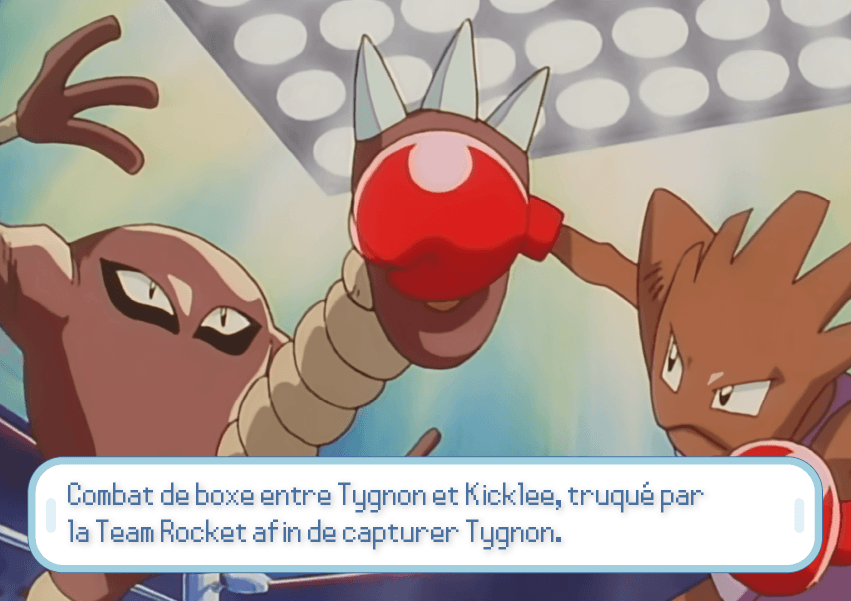 Combat de boxe entre Tygnon et Kicklee, truqué par
la Team Rocket afin de capturer Tygnon.